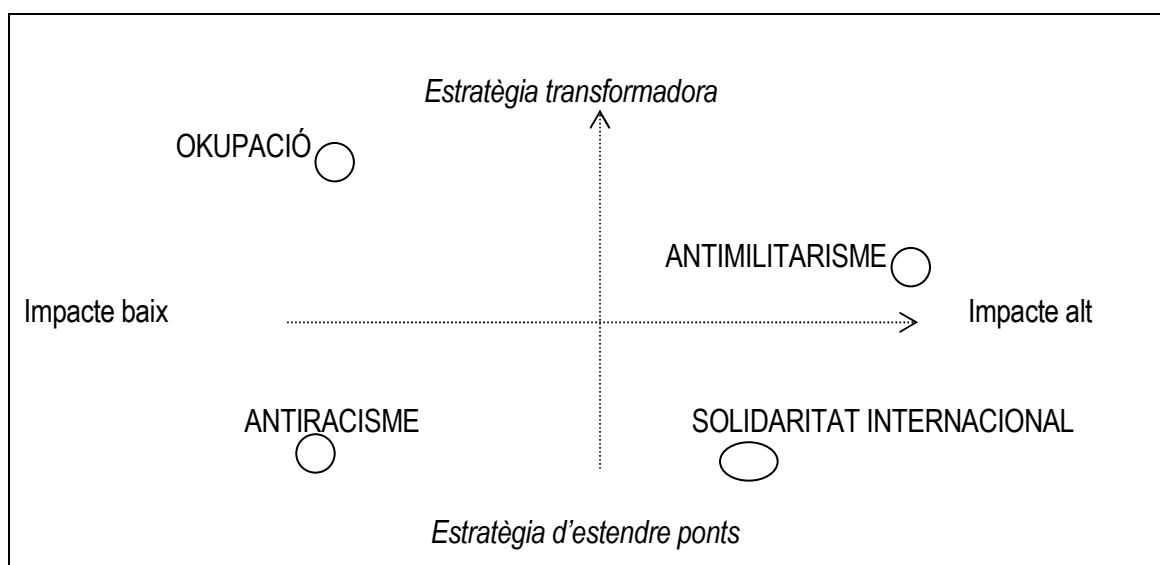 Estratègia transformadora
OKUPACIÓ
ANTIMILITARISME
Impacte baix
Impacte alt
ANTIRACISME
SOLIDARITAT INTERNACIONAL
Estratègia d’estendre ponts